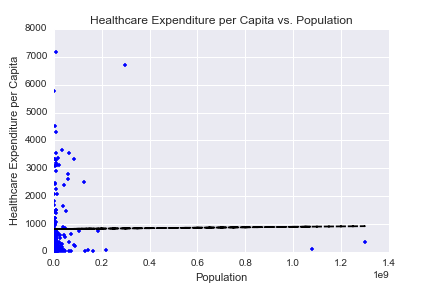 Healthcare Expenditure per Capita vs. Population
8000
7000
6000
5000
4000
3000
2000
1000
0
Healthcare Expenditure per Capita
0.0 0.2 0.4 0.6 0.8 1.0 1.2 1.4
1e9
Population